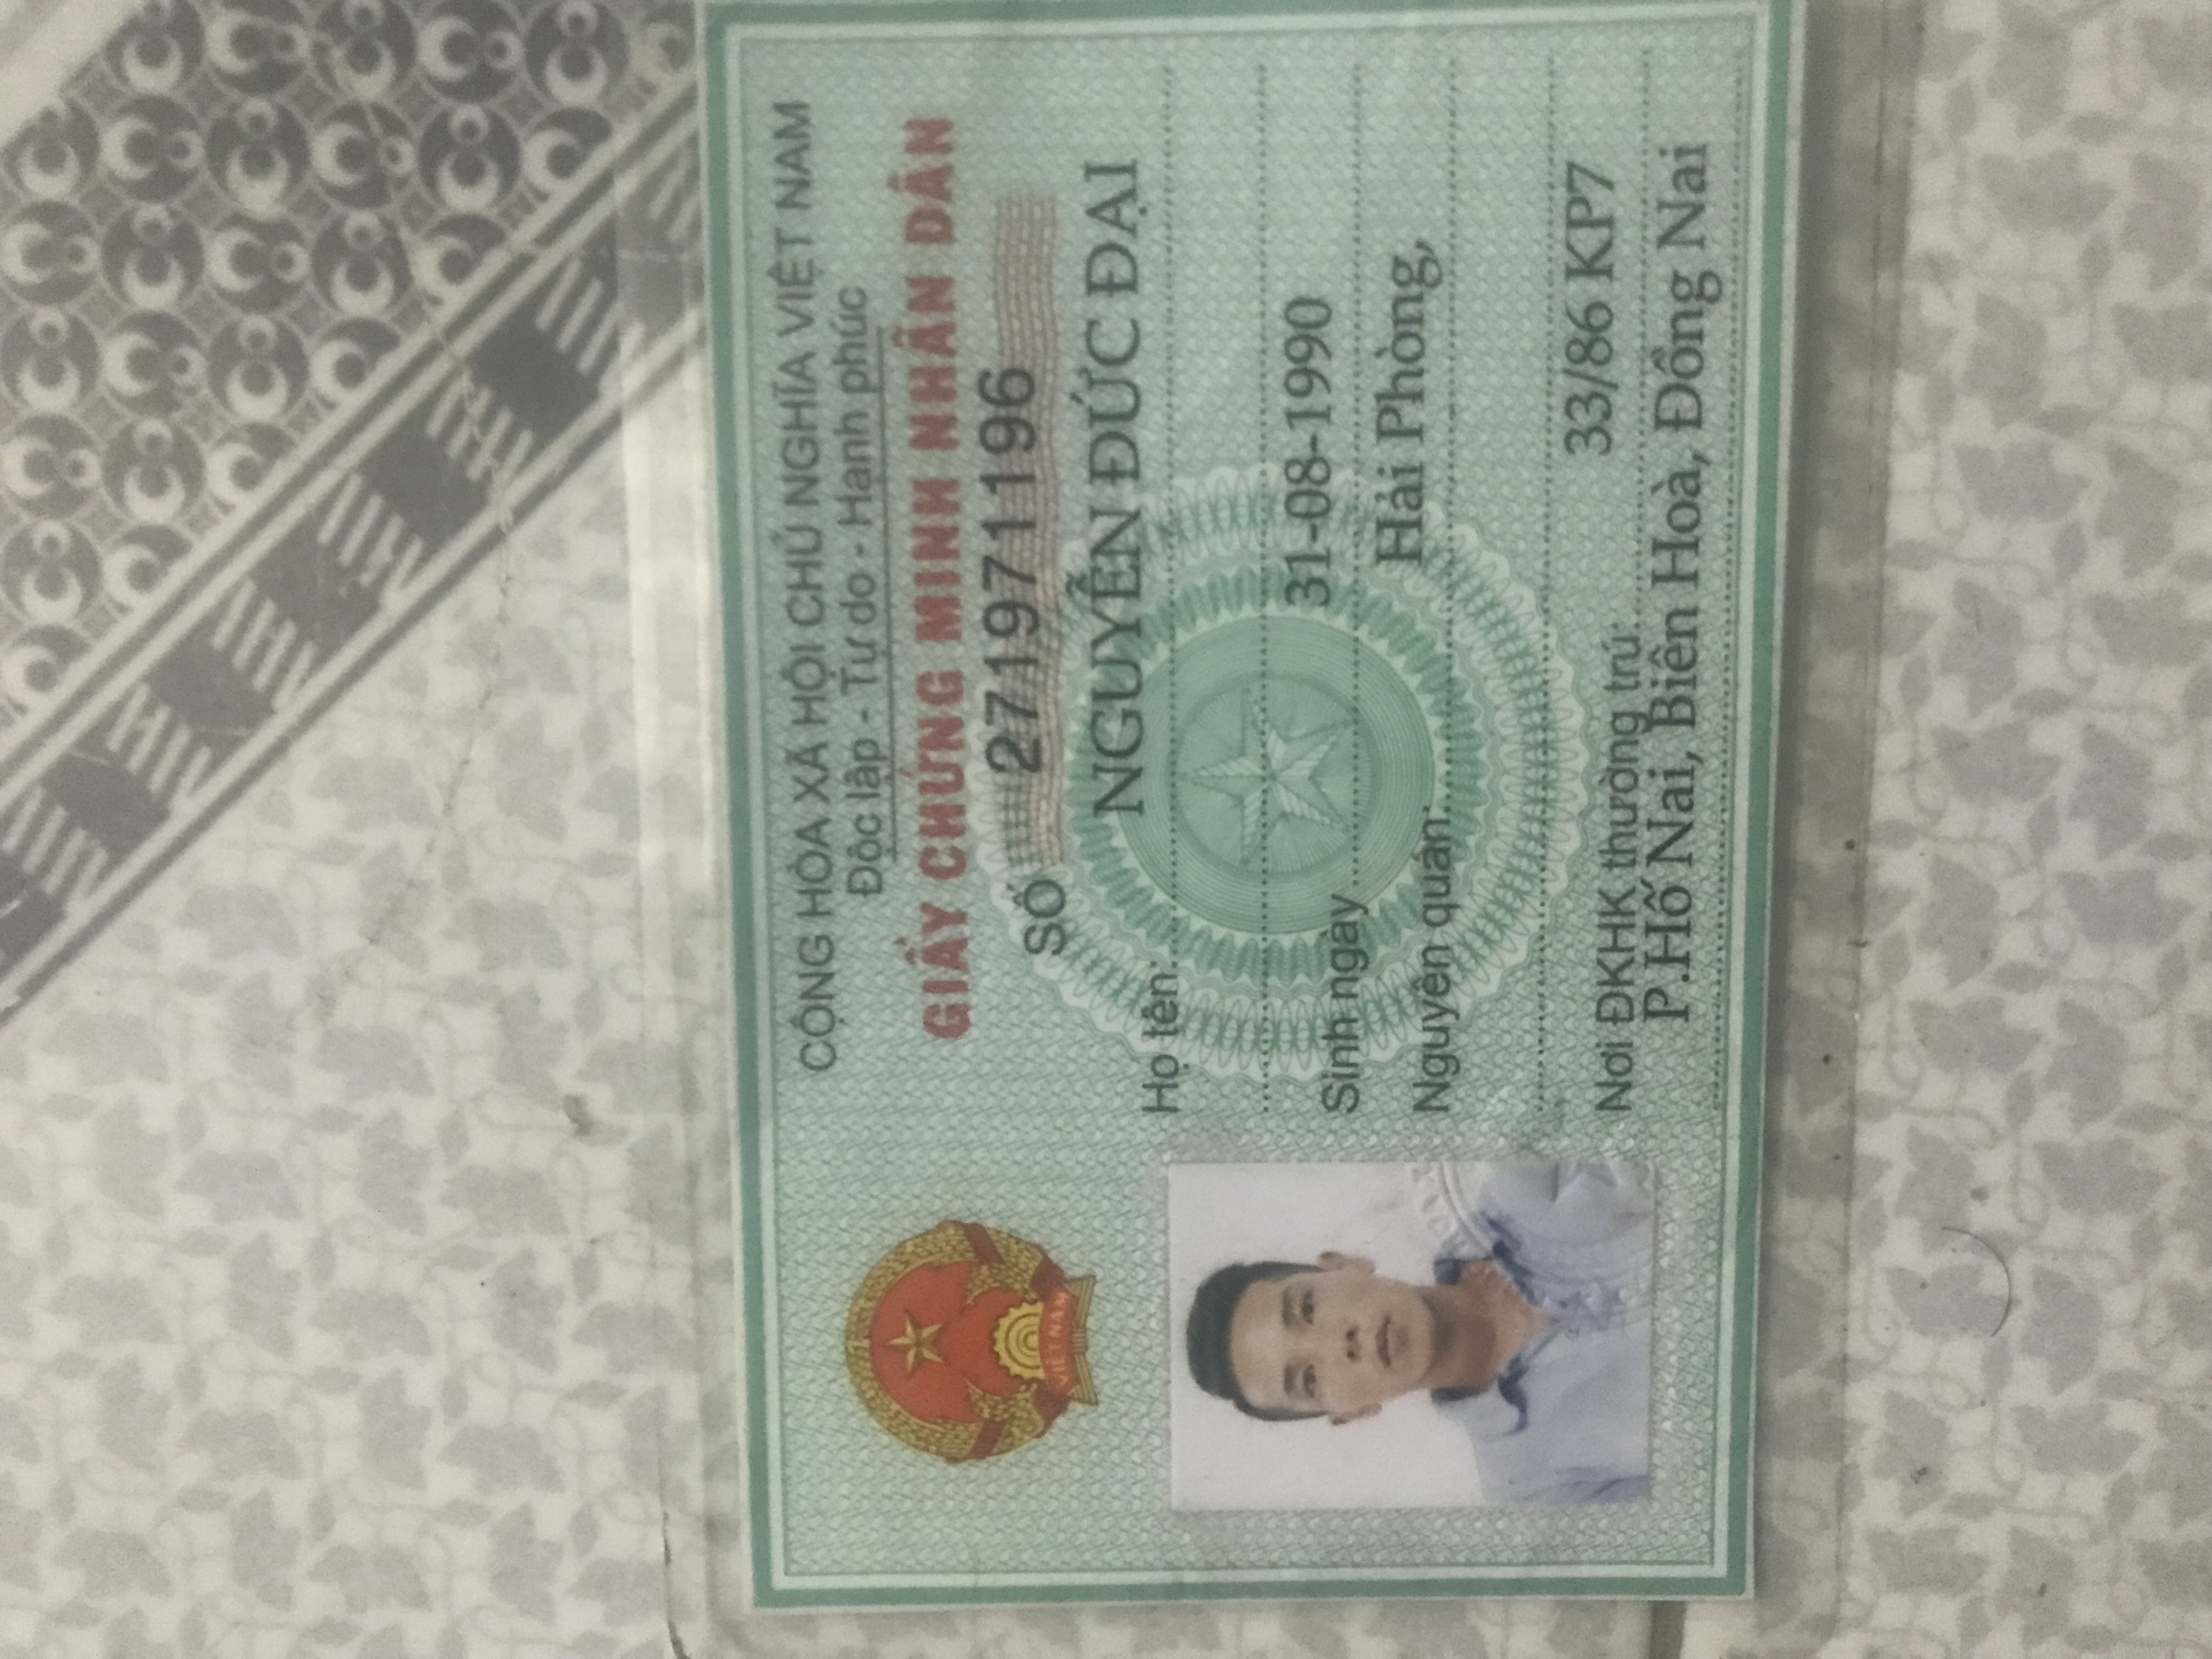 CỘNG HÒA XÃ HỘI CHỦ NGHĨA VIỆT NAM
Độc lập - Tự do - Hạnh phúc
GIẤY CHỨNG MINH NHÂN DÂN
SỐ 271971196
Họ tên: NGUYỄN ĐỨC ĐẠI
Sinh ngày 31-08-1990
Nguyên quán Hải Phòng,
Nơi ĐKHK thường trú: 33/86 KP7
P.Hố Nai, Biên Hoà, Đồng Nai
VIỆT NAM